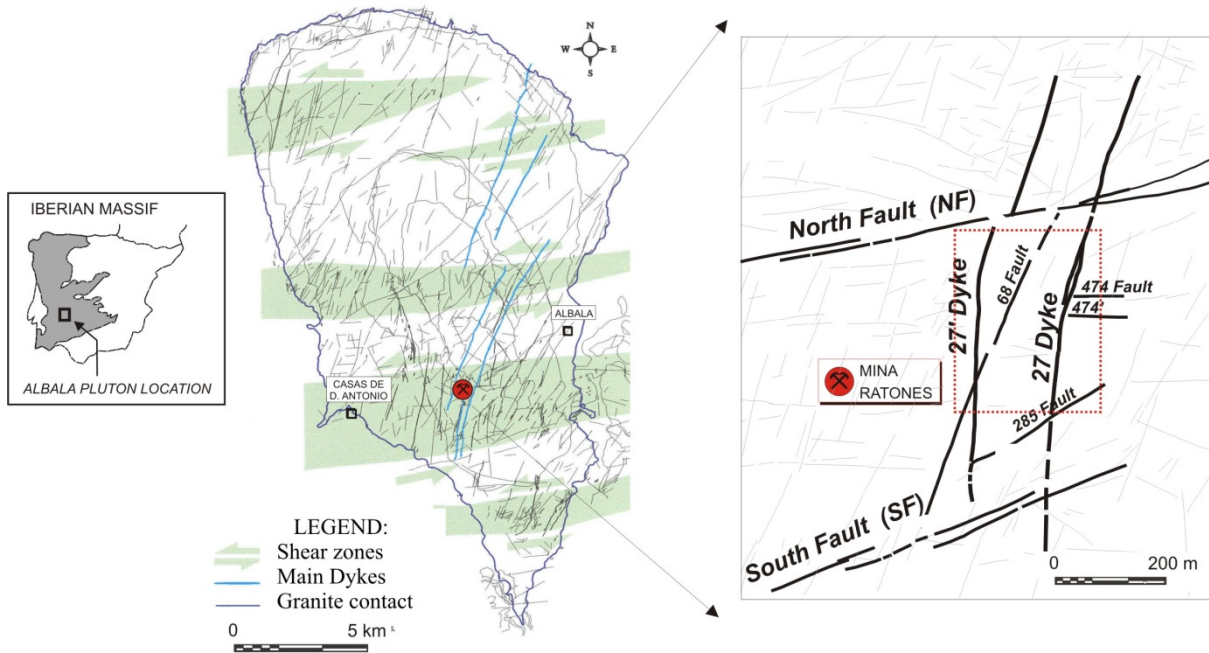 IBERIAN MASSIF
ALBALA PLUTON LOCATION
N
W E
S
ALBALA
CASAS DE
D. ANTONIO
LEGEND:
Shear zones
Main Dykes
Granite contact
0 5 km
North Fault (NF)
27' Dyke
68 Fault
27 Dyke
474 Fault
474'
285 Fault
MINA
RATONES
South Fault (SF)
0 200 m